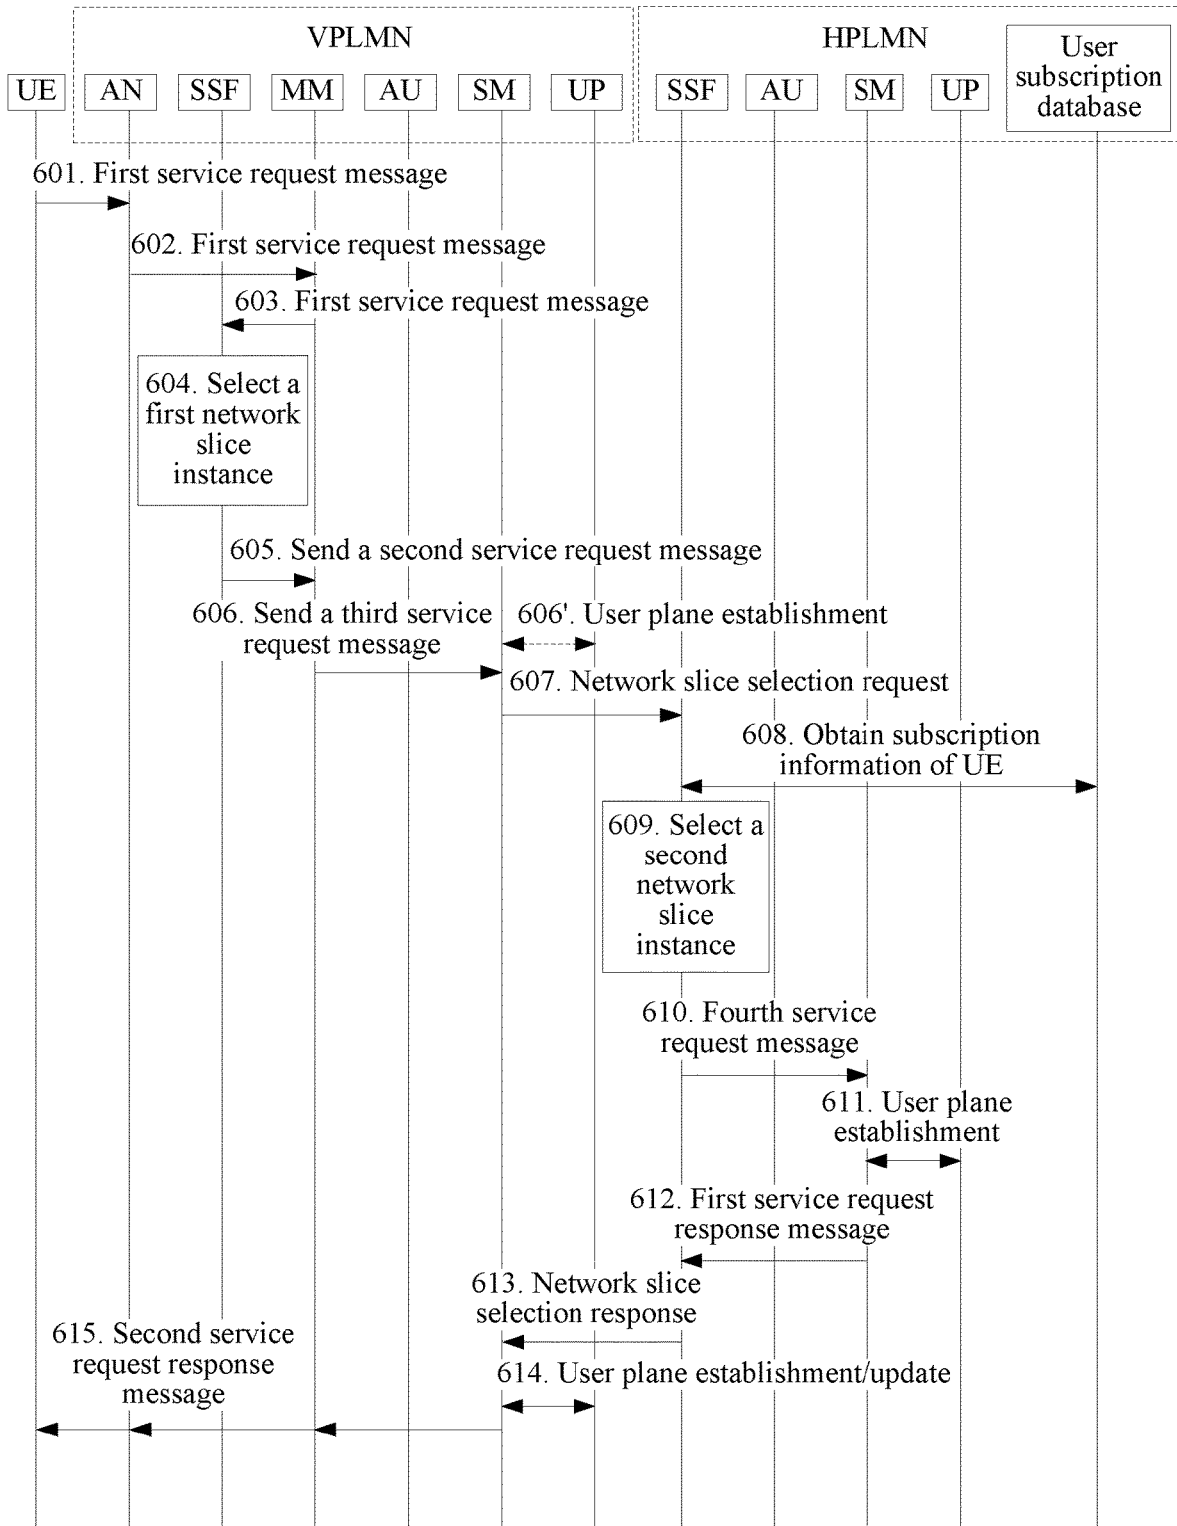 VPLMN
HPLMN
User
subscription
database
UE
AN
SSF
MM
AU
SM
UP
SSF
AU
SM
UP
601. First service request message
602. First service request message
603. First service request message
604. Select a
first network
slice
instance
605. Send a second service request message
606. Send a third service
request message
606'. User plane establishment
607. Network slice selection request
608. Obtain subscription
information of UE
609. Select a
second
network
slice
instance
610. Fourth service
request message
611. User plane
establishment
612. First service request
response message
613. Network slice
selection response
614. User plane establishment/update
615. Second service
request response
message